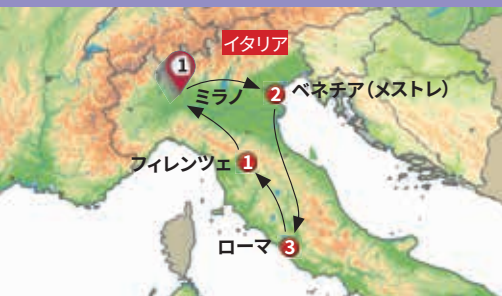 イタリア
1
ミラノ
2 ベネチア(メストレ)
フィレンツェ 1
ローマ 3